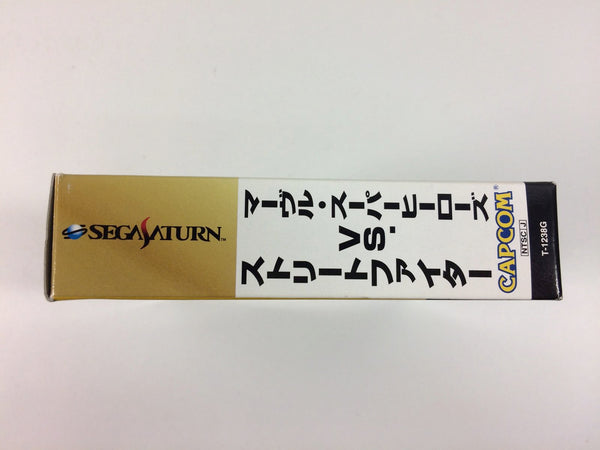 SEGA SATURN™
マーヴル・スーパーヒーローズ
VS.
ストリートファイター
CAPCOM®
NTSC J
T-1238G